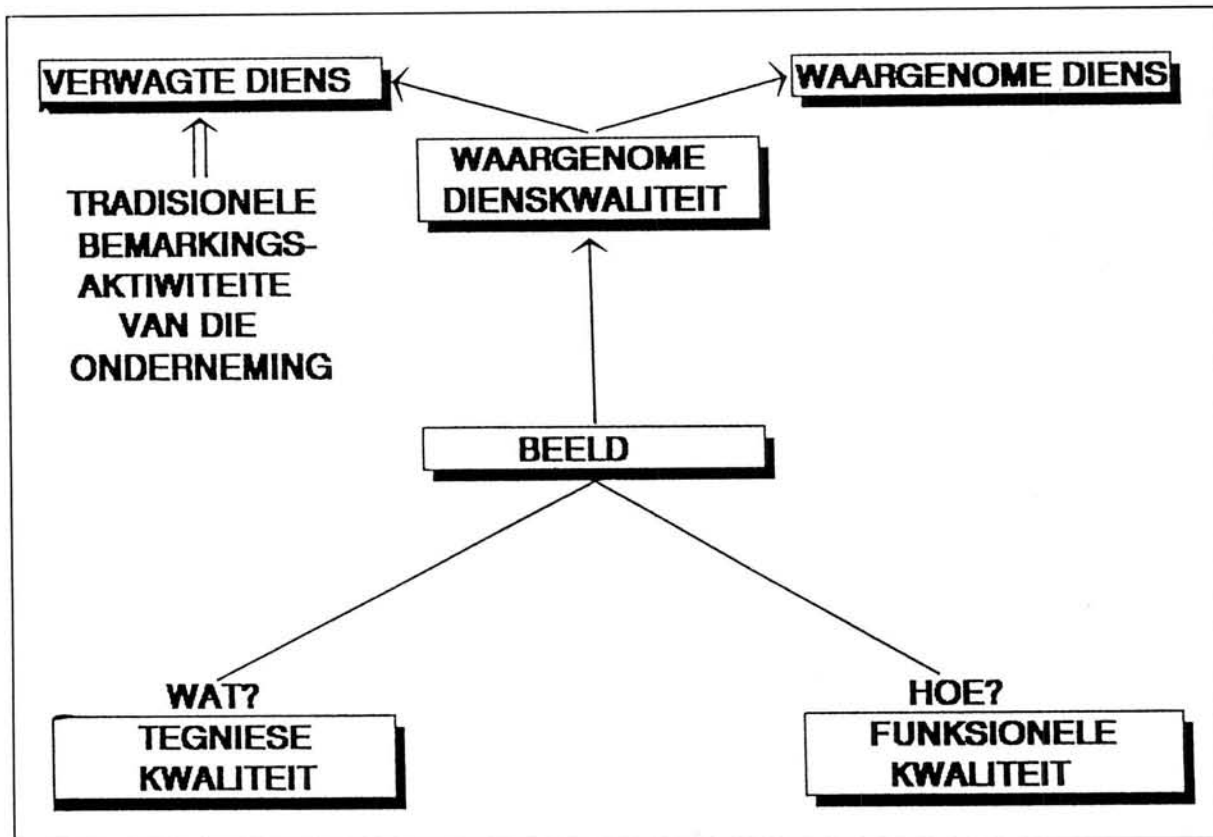 VERWAGTE DIENS
WAARGENOME DIENS
WAARGENOME
DIENSKWALITEIT
TRADISIONELE
BEMARKINGS-
AKTIWITEITE
VAN DIE
ONDERNEMING
BEELD
WAT?
TEGNIESE
KWALITEIT
HOE?
FUNKSIONELE
KWALITEIT